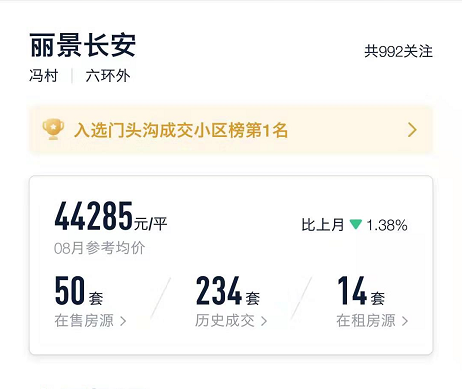 丽景长安
共992关注
冯村 | 六环外
入选门头沟成交小区榜第1名
44285元/平
比上月 1.38%
08月参考均价
50套 234套 14套
在售房源 历史成交 在租房源